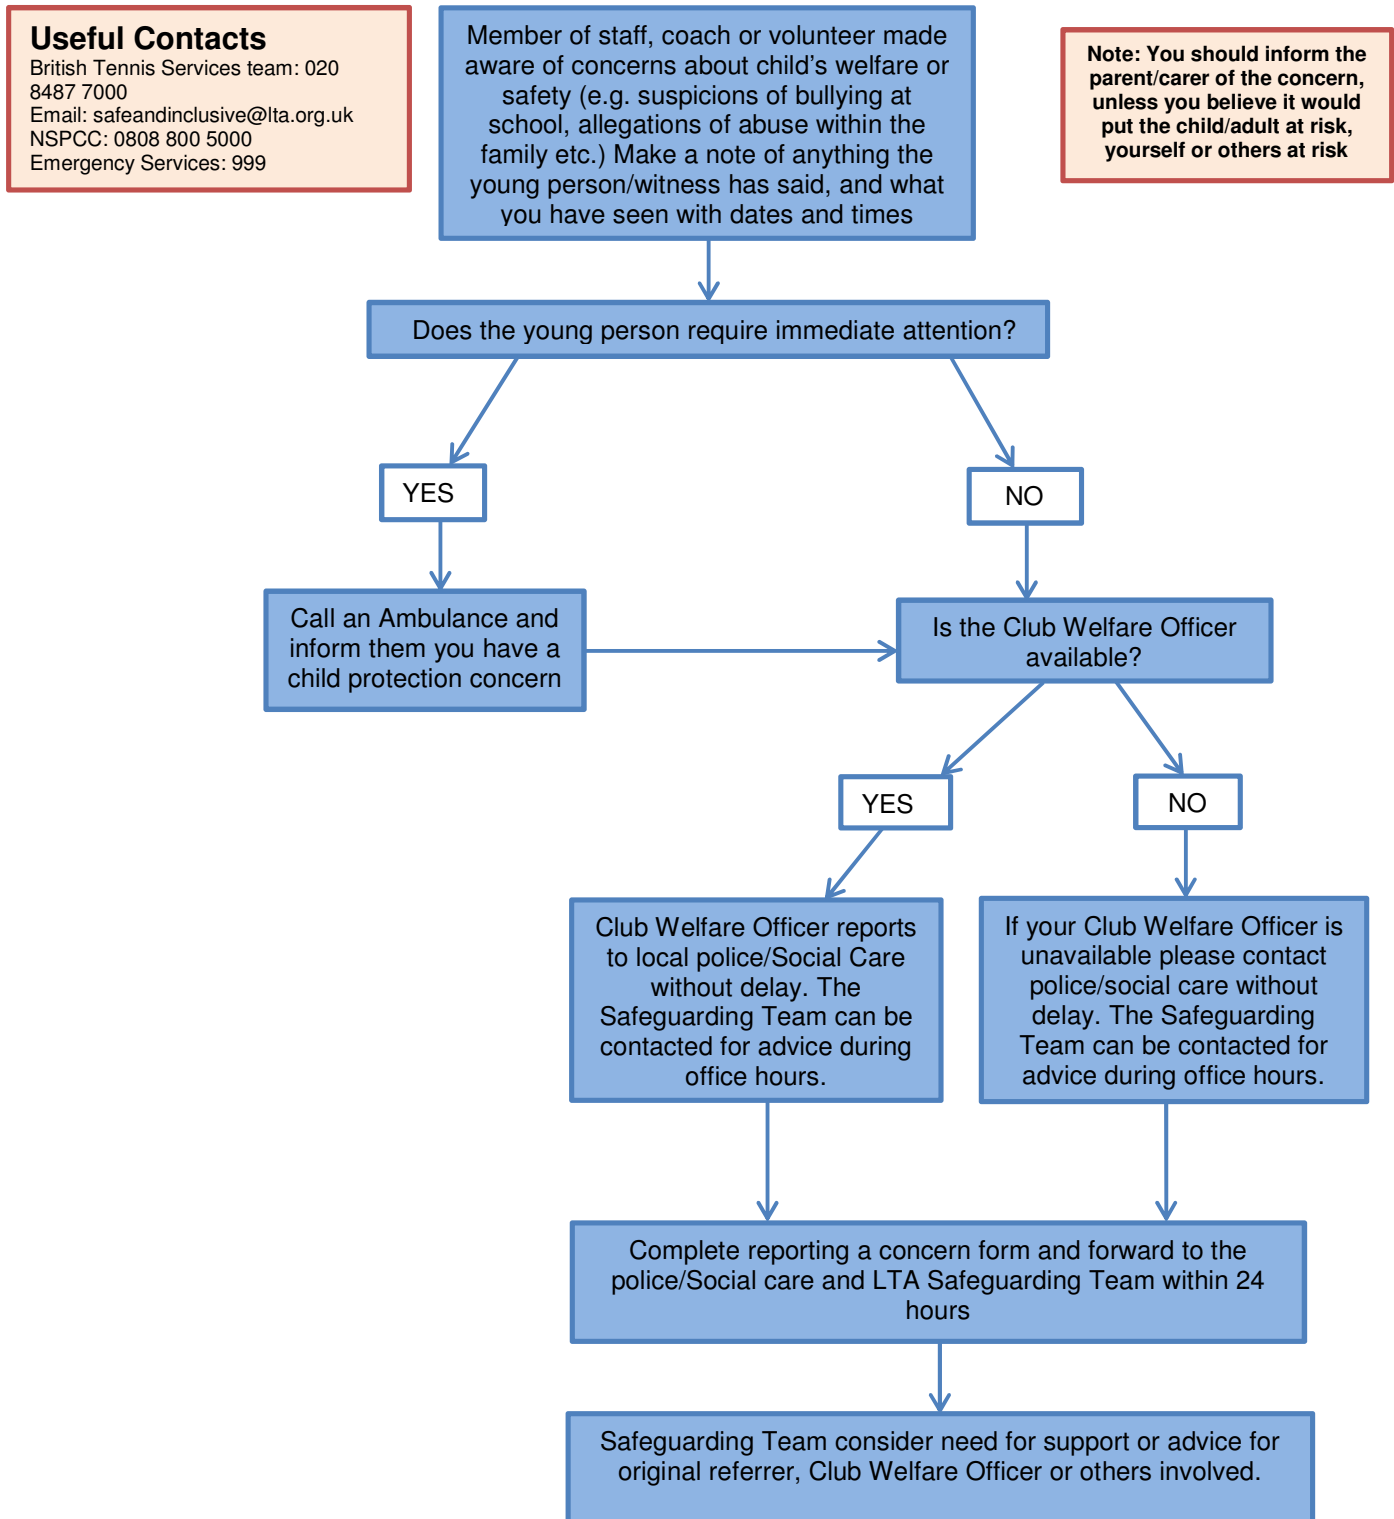 Useful Contacts
British Tennis Services team: 020
8487 7000
Email: safeandinclusive@lta.org.uk
NSPCC: 0808 800 5000
Emergency Services: 999
Member of staff, coach or volunteer made
aware of concerns about child’s welfare or
safety (e.g. suspicions of bullying at
school, allegations of abuse within the
family etc.) Make a note of anything the
young person/witness has said, and what
you have seen with dates and times
Note: You should inform the
parent/carer of the concern,
unless you believe it would
put the child/adult at risk,
yourself or others at risk
Does the young person require immediate attention?
YES
NO
Call an Ambulance and
inform them you have a
child protection concern
Is the Club Welfare Officer
available?
YES
NO
Club Welfare Officer reports
to local police/Social Care
without delay. The
Safeguarding Team can be
contacted for advice during
office hours.
If your Club Welfare Officer is
unavailable please contact
police/social care without
delay. The Safeguarding
Team can be contacted for
advice during office hours.
Complete reporting a concern form and forward to the
police/Social care and LTA Safeguarding Team within 24
hours
Safeguarding Team consider need for support or advice for
original referrer, Club Welfare Officer or others involved.